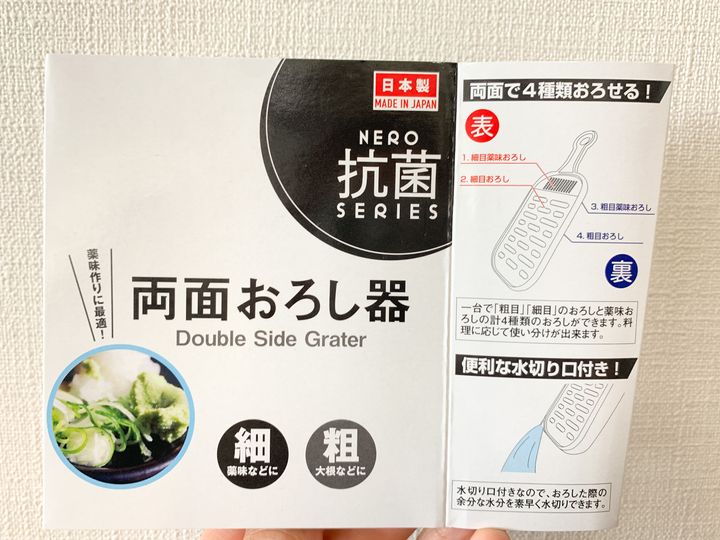 日本製
MADE IN JAPAN
NERO
抗菌
SERIES
薬味作りに最適！
両面おろし器
Double Side Grater
細
薬味などに
粗
大根などに
両面で4種類おろせる！
表
1. 細目薬味おろし
2. 細目おろし
3. 粗目薬味おろし
4. 粗目おろし
裏
一台で「粗目」「細目」のおろしと薬味お
ろしの計4種類のおろしができます。料
理に応じて使い分けが出来ます。
便利な水切り口付き！
水切り口付きなので、おろした際の
余分な水分を素早く水切りできます。